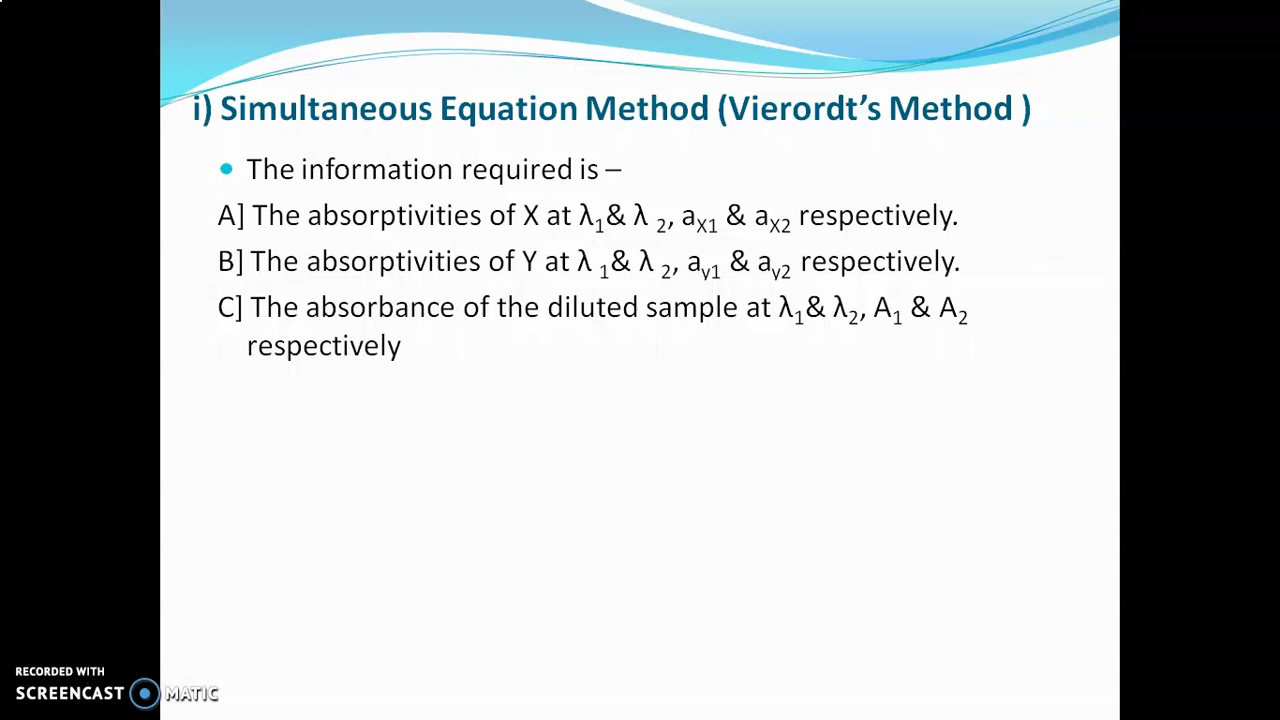 i) Simultaneous Equation Method (Vierordt’s Method )
• The information required is –
A] The absorptivities of X at λ₁& λ ₂, aₓ₁ & aₓ₂ respectively.
B] The absorptivities of Y at λ ₁& λ ₂, aᵧ₁ & aᵧ₂ respectively.
C] The absorbance of the diluted sample at λ₁& λ₂, A₁ & A₂
respectively
RECORDED WITH
SCREENCAST MATIC